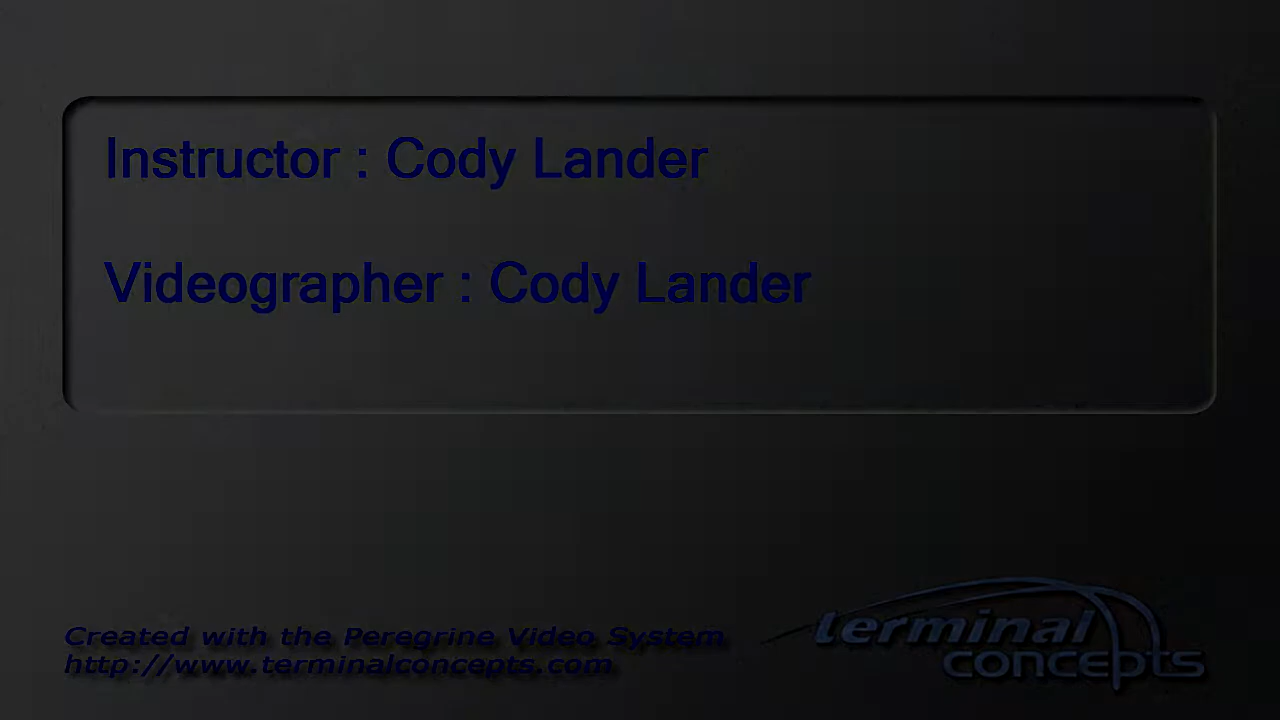 Instructor : Cody Lander
Videographer : Cody Lander
Created with the Peregrine Video System
http://www.terminalconcepts.com
terminal
concepts